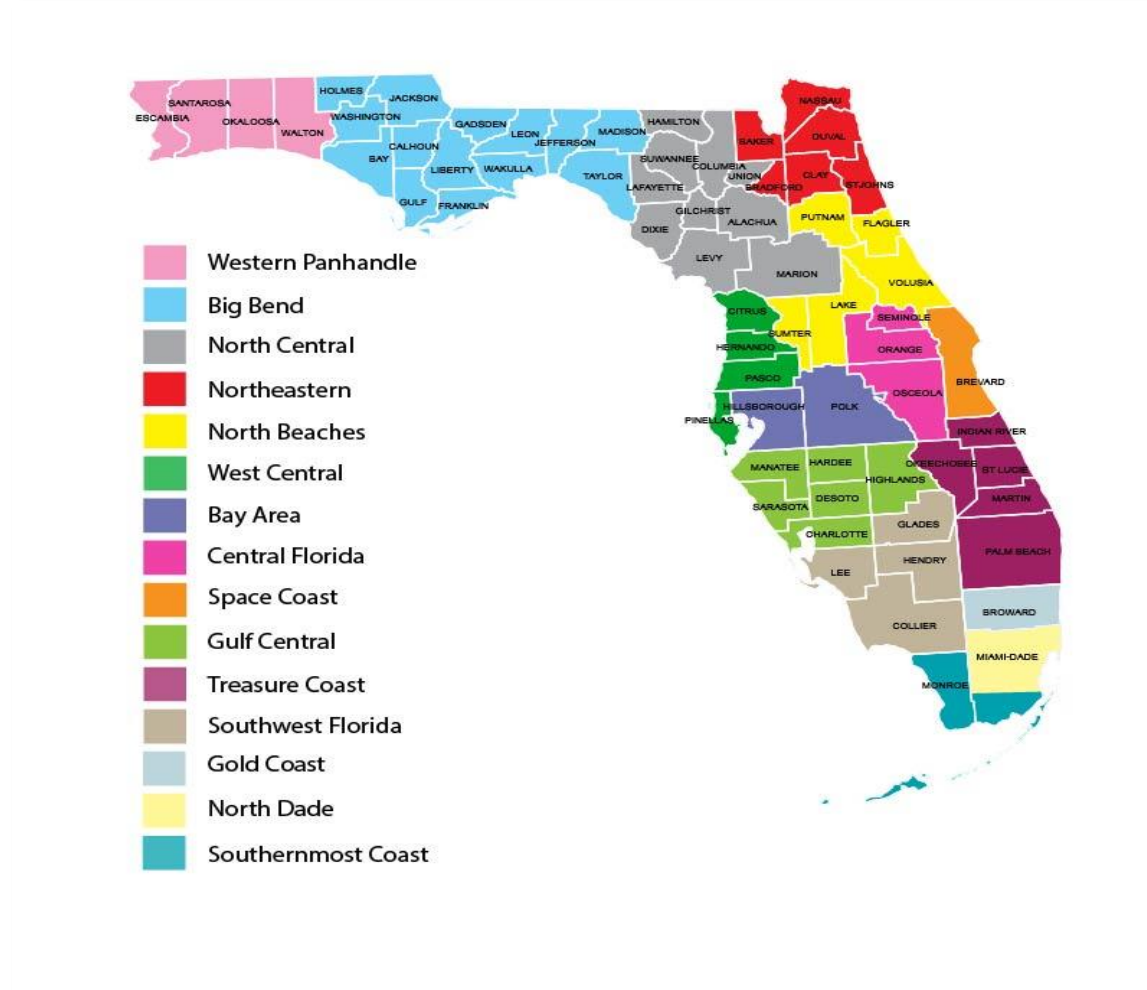 HOLMES
JACKSON
SANTAROSA
ESCAMBIA
OKALOOSA
WALTON
WASHINGTON
GADSDEN
LEON
JEFFERSON
MADISON
CALHOUN
BAY
LIBERTY
WAKULLA
TAYLOR
GULF
FRANKLIN
HAMILTON
SUWANNEE
COLUMBIA
UNION
LAFAYETTE
GILCHRIST
ALACHUA
DIXIE
LEVY
MARION
NASSAU
BAKER
DUVAL
CLAY
BRADFORD
STJOHNS
PUTNAM
FLAGLER
VOLUSIA
LAKE
CITRUS
SUMTER
HERNANDO
PASCO
SEMINOLE
ORANGE
OSCEOLA
BREVARD
PINELLAS
HILLSBOROUGH
POLK
INDIAN RIVER
MANATEE
HARDEE
HIGHLANDS
OKEECHOBEE
ST LUCIE
SARASOTA
DESOTO
MARTIN
CHARLOTTE
GLADES
LEE
HENDRY
PALM BEACH
COLLIER
BROWARD
MIAMI-DADE
MONROE
Western Panhandle
Big Bend
North Central
Northeastern
North Beaches
West Central
Bay Area
Central Florida
Space Coast
Gulf Central
Treasure Coast
Southwest Florida
Gold Coast
North Dade
Southernmost Coast